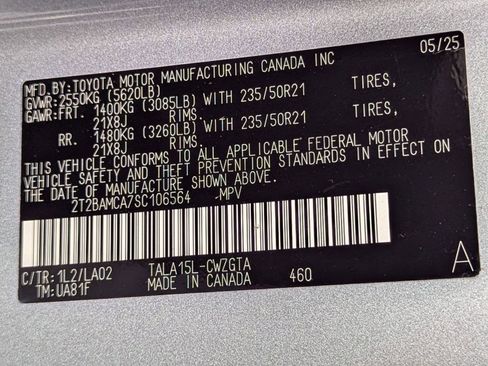 MFD.BY:TOYOTA MOTOR MANUFACTURING CANADA INC 05/25
GVWR:2550KG (5620LB)
GAWR:FRT. 1400KG (3085LB) WITH 235/50R21 TIRES,
21X8J RIMS.
RR. 1480KG (3260LB) WITH 235/50R21 TIRES,
21X8J RIMS.
THIS VEHICLE CONFORMS TO ALL APPLICABLE FEDERAL MOTOR
VEHICLE SAFETY AND THEFT PREVENTION STANDARDS IN EFFECT ON
THE DATE OF MANUFACTURE SHOWN ABOVE.
2T2BAMCA7SC106564 MPV
C/TR:1L2/LA02 TALA15L-CWZGTA 460 A
TM:UA81F MADE IN CANADA